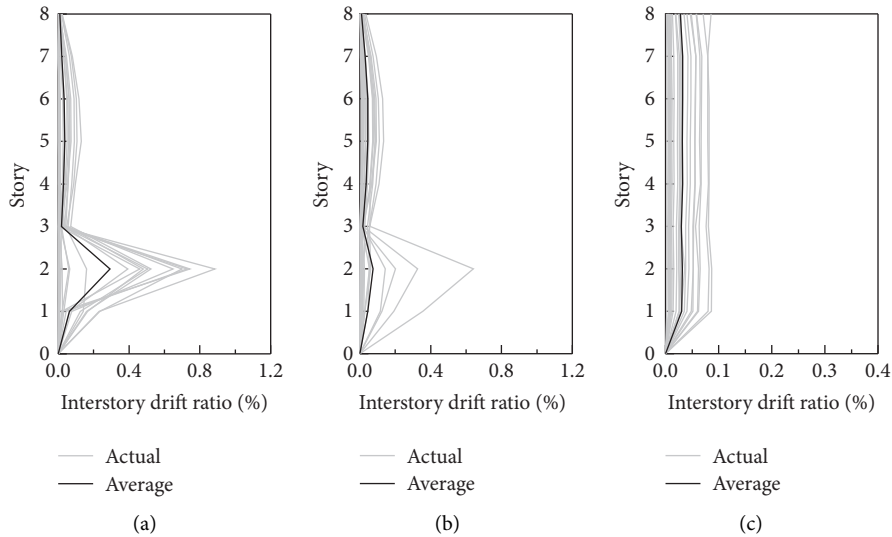 8
7
6
5
4
3
2
1
0
Story
0.0 0.4 0.8 1.2
Interstory drift ratio (%)
Actual
Average
(a)
8
7
6
5
4
3
2
1
0
Story
0.0 0.4 0.8 1.2
Interstory drift ratio (%)
Actual
Average
(b)
8
7
6
5
4
3
2
1
0
Story
0.0 0.1 0.2 0.3 0.4
Interstory drift ratio (%)
Actual
Average
(c)